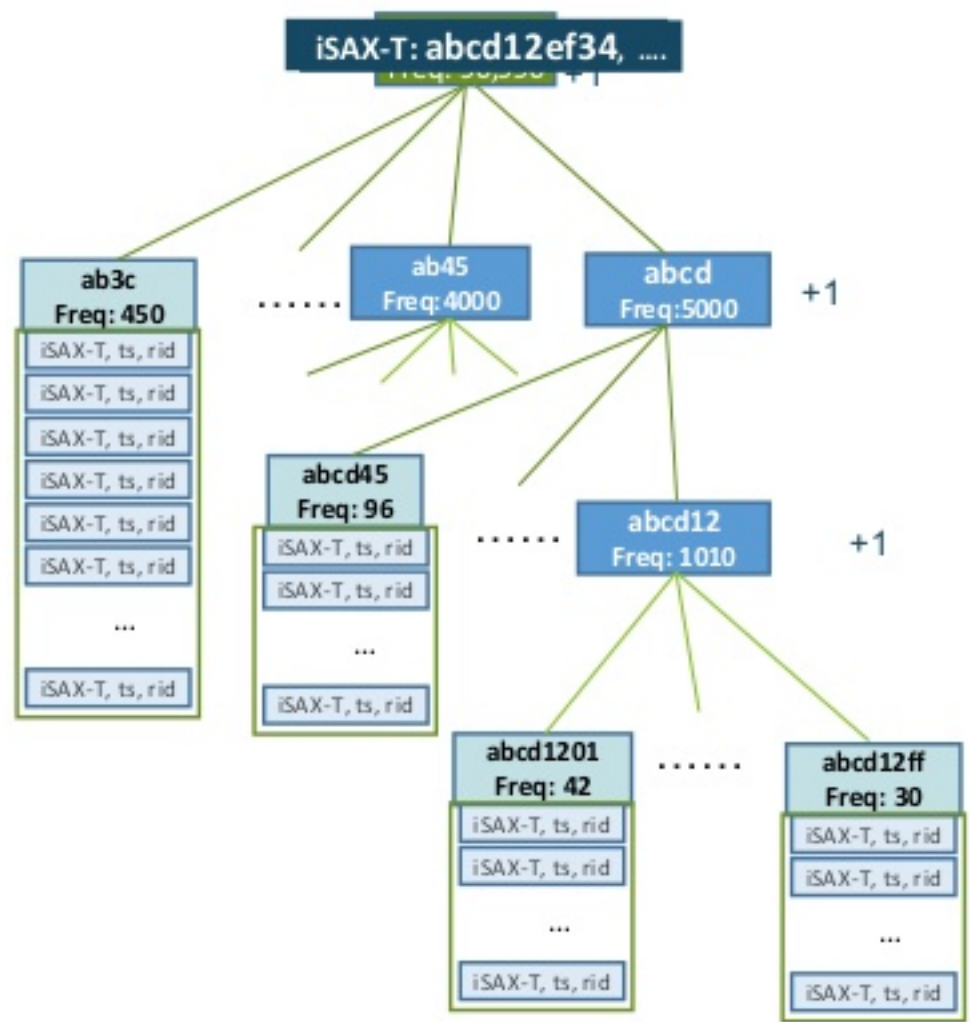 iSAX-T: abcd12ef34, ....
+1
ab3c
Freq: 450
iSAX-T, ts, rid
iSAX-T, ts, rid
iSAX-T, ts, rid
iSAX-T, ts, rid
iSAX-T, ts, rid
iSAX-T, ts, rid
...
iSAX-T, ts, rid
......
ab45
Freq:4000
abcd
Freq:5000
+1
abcd45
Freq: 96
iSAX-T, ts, rid
iSAX-T, ts, rid
...
iSAX-T, ts, rid
......
abcd12
Freq: 1010
+1
abcd1201
Freq: 42
iSAX-T, ts, rid
iSAX-T, ts, rid
...
iSAX-T, ts, rid
......
abcd12ff
Freq: 30
iSAX-T, ts, rid
iSAX-T, ts, rid
...
iSAX-T, ts, rid